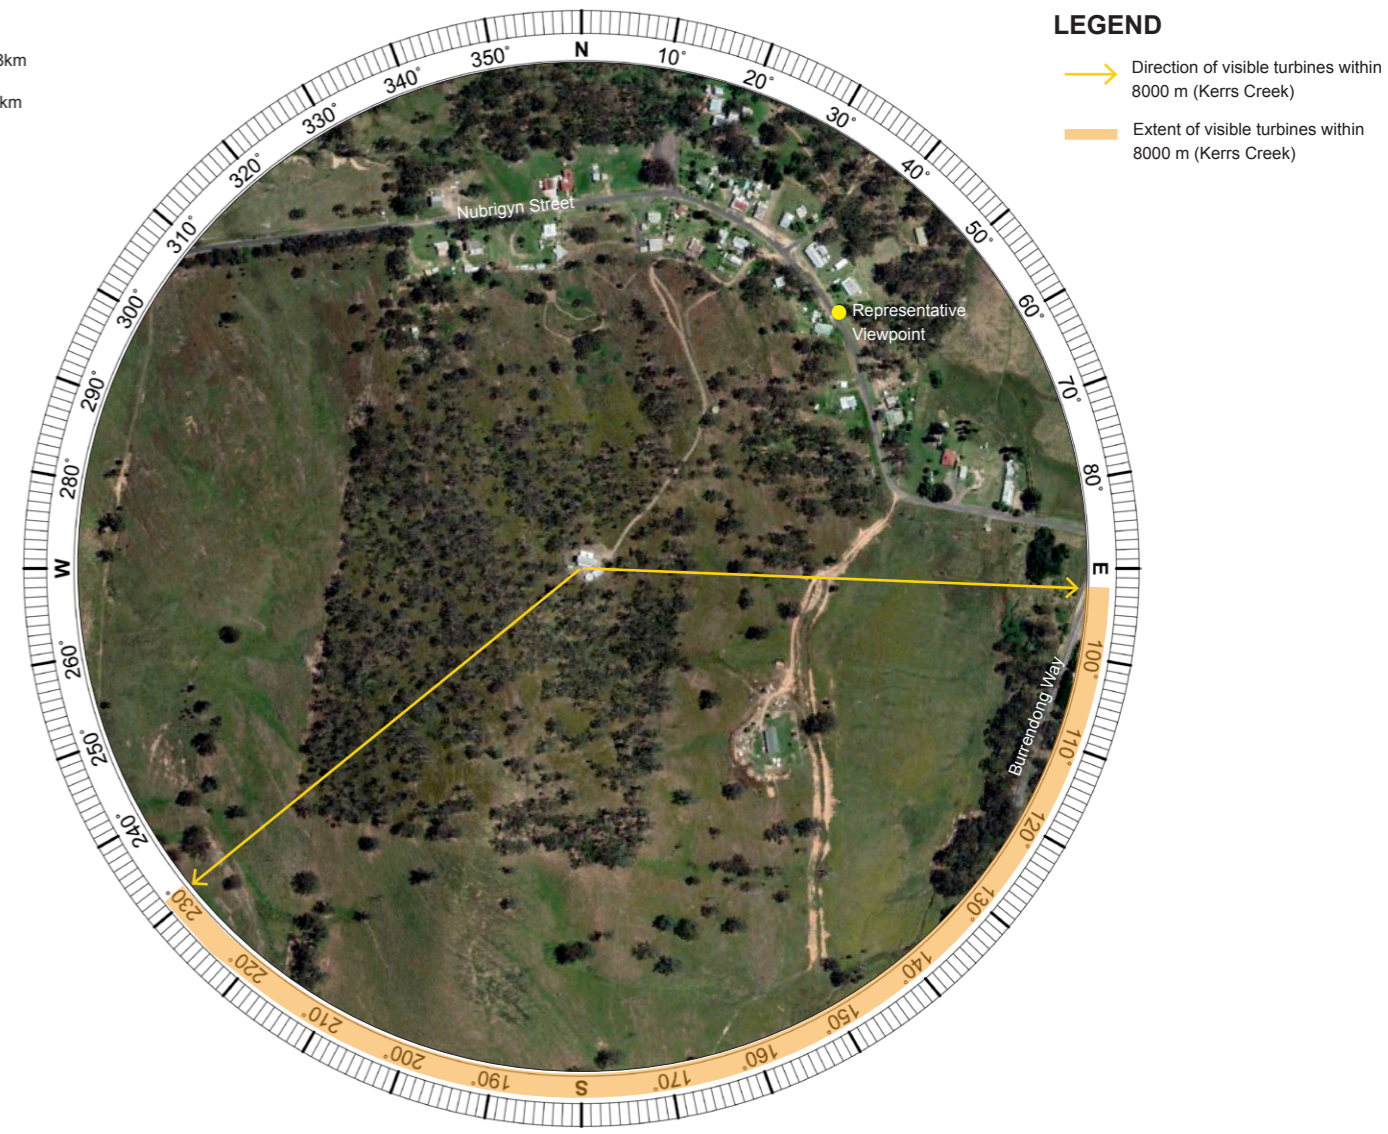 3km
km
LEGEND
Direction of visible turbines within
8000 m (Kerrs Creek)
Extent of visible turbines within
8000 m (Kerrs Creek)
N
10°
20°
30°
40°
50°
60°
70°
80°
E
100°
110°
120°
130°
140°
150°
160°
170°
S
190°
200°
210°
220°
230°
240°
250°
260°
W
280°
290°
300°
310°
320°
330°
340°
350°
Nubrigyn Street
Representative
Viewpoint
Burrendong Way